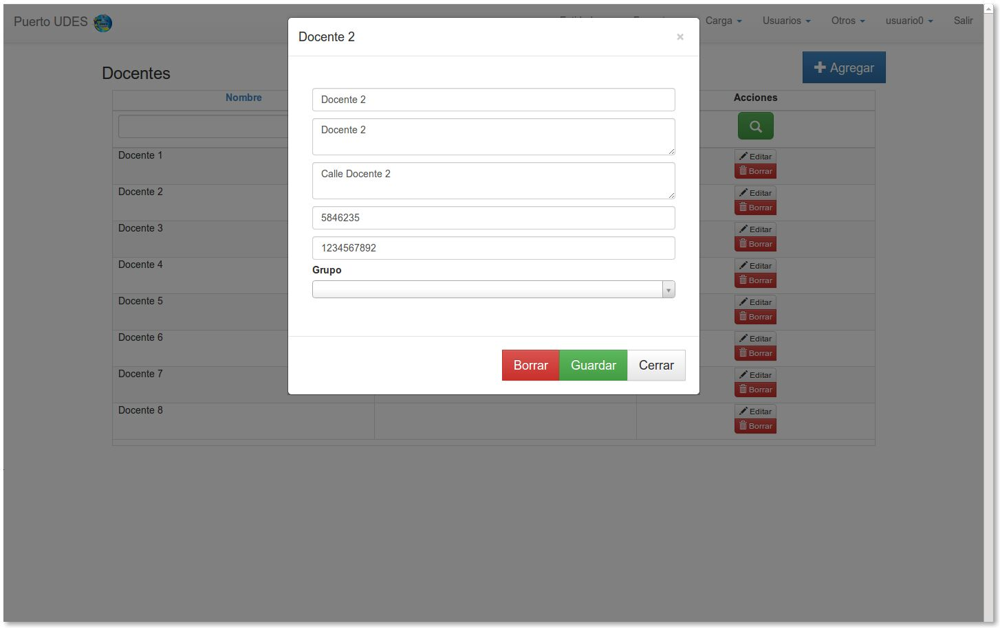 Puerto UDES
Carga
Usuarios
Otros
usuario0
Salir
Docentes
Agregar
Nombre
Acciones
Docente 1
Editar
Borrar
Docente 2
Editar
Borrar
Docente 3
Editar
Borrar
Docente 4
Editar
Borrar
Docente 5
Editar
Borrar
Docente 6
Editar
Borrar
Docente 7
Editar
Borrar
Docente 8
Editar
Borrar
Docente 2
×
Docente 2
Docente 2
Calle Docente 2
5846235
1234567892
Grupo
Borrar
Guardar
Cerrar